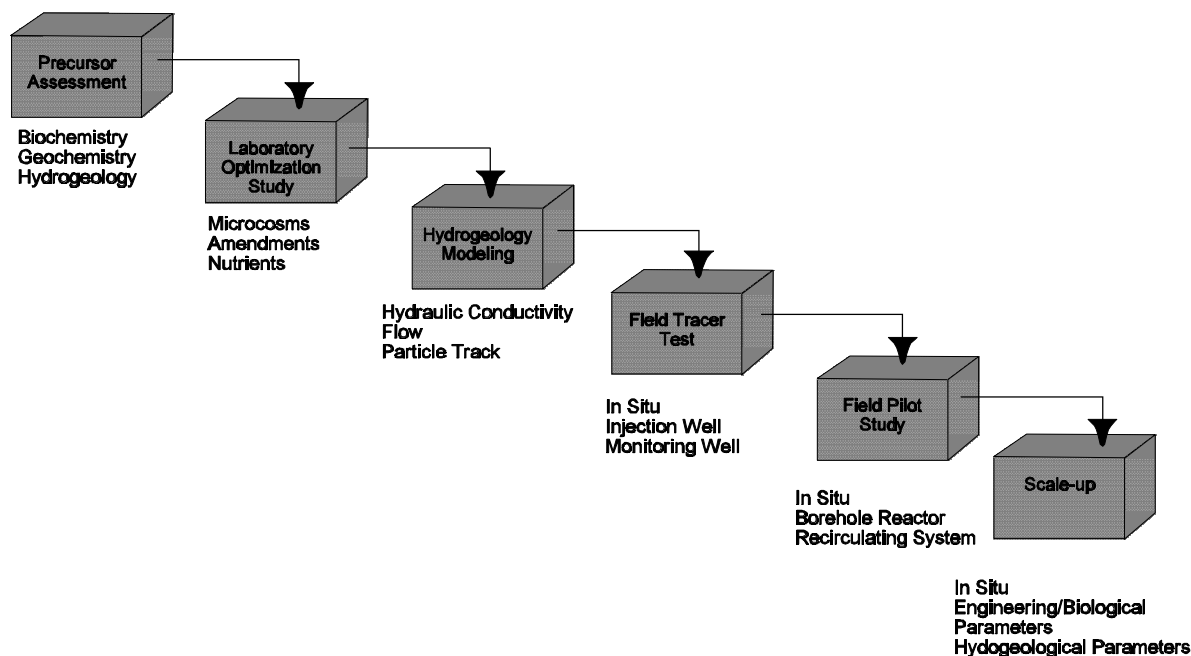 Precursor
Assessment
Biochemistry
Geochemistry
Hydrogeology
Laboratory
Optimization
Study
Microcosms
Amendments
Nutrients
Hydrogeology
Modeling
Hydraulic Conductivity
Flow
Particle Track
Field Tracer
Test
In Situ
Injection Well
Monitoring Well
Field Pilot
Study
In Situ
Borehole Reactor
Recirculating System
Scale-up
In Situ
Engineering/Biological
Parameters
Hydogeological Parameters